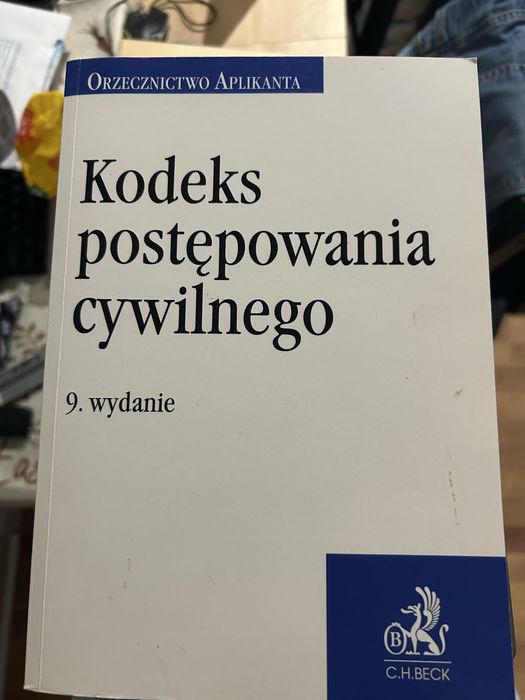 ORZECZNICTWO APLIKANTA
Kodeks
postępowania
cywilnego
9. wydanie
B
C.H.BECK